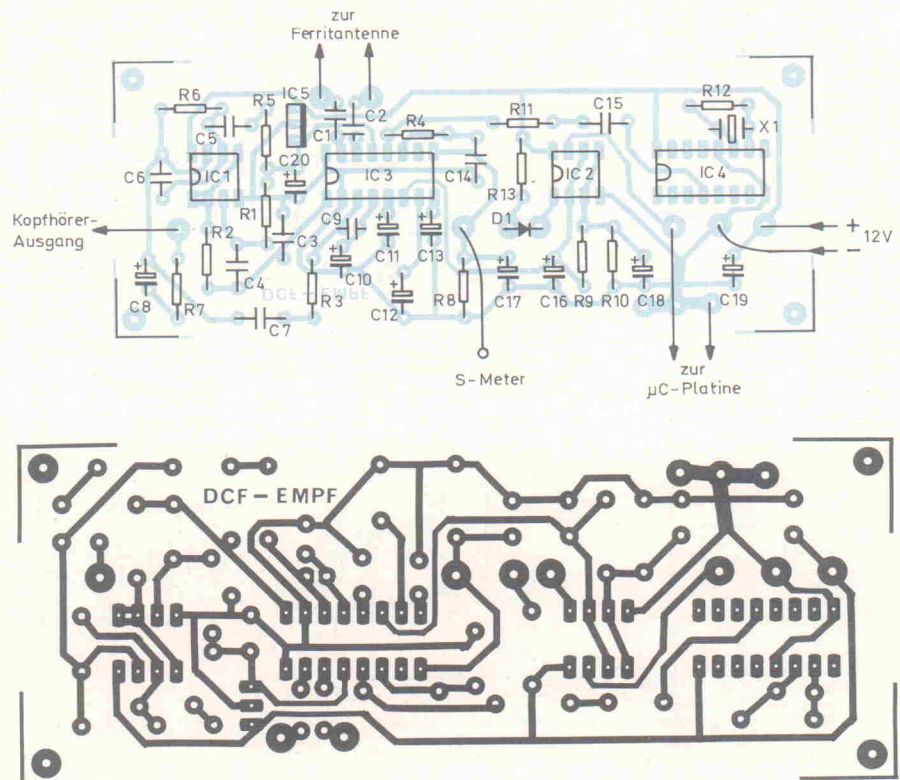 zur
Ferritantenne
R6
R5
IC5
C5
C1
C2
R4
R11
C15
R12
X1
C6
IC1
C20
IC3
C14
R13
IC2
IC4
Kopfhörer-
Ausgang
R1
R2
C3
C9
C11
C13
D1
+
12V
–
C4
C10
C8
R7
R3
C12
R8
C17
C16
R9
R10
C18
C19
C7
DCF-EMPF
S-Meter
zur
µC-Platine
DCF-EMPF